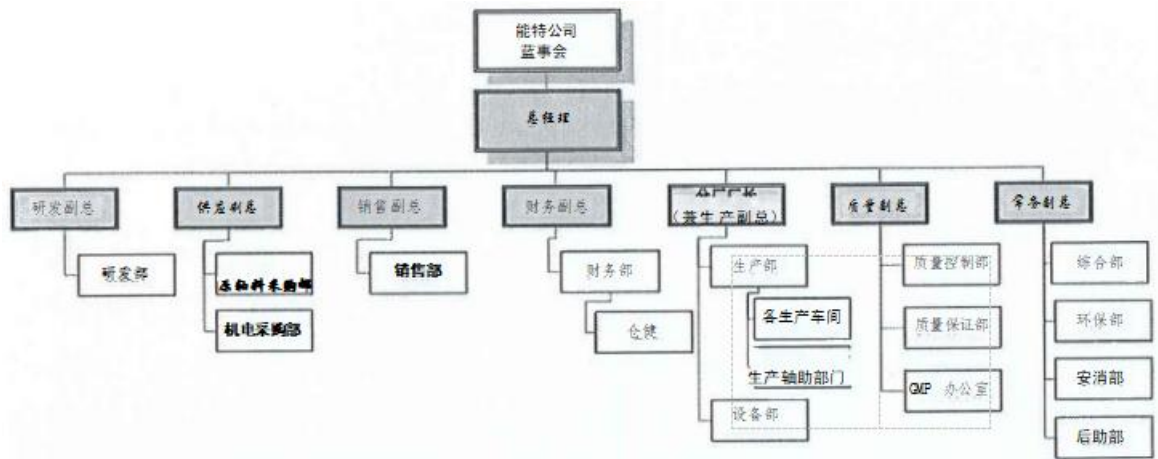 能特公司
蓝事会
总经理
研发副总
供应副总
销售副总
财务副总
(兼生产副总)
质量副总
常务副总
研发部
原物料采购部
机电采购部
销售部
财务部
仓健
生产部
各生产车间
生产轴助部门
设备部
质量控制部
质量保证部
GMP 办公室
综合部
环保部
安消部
后助部